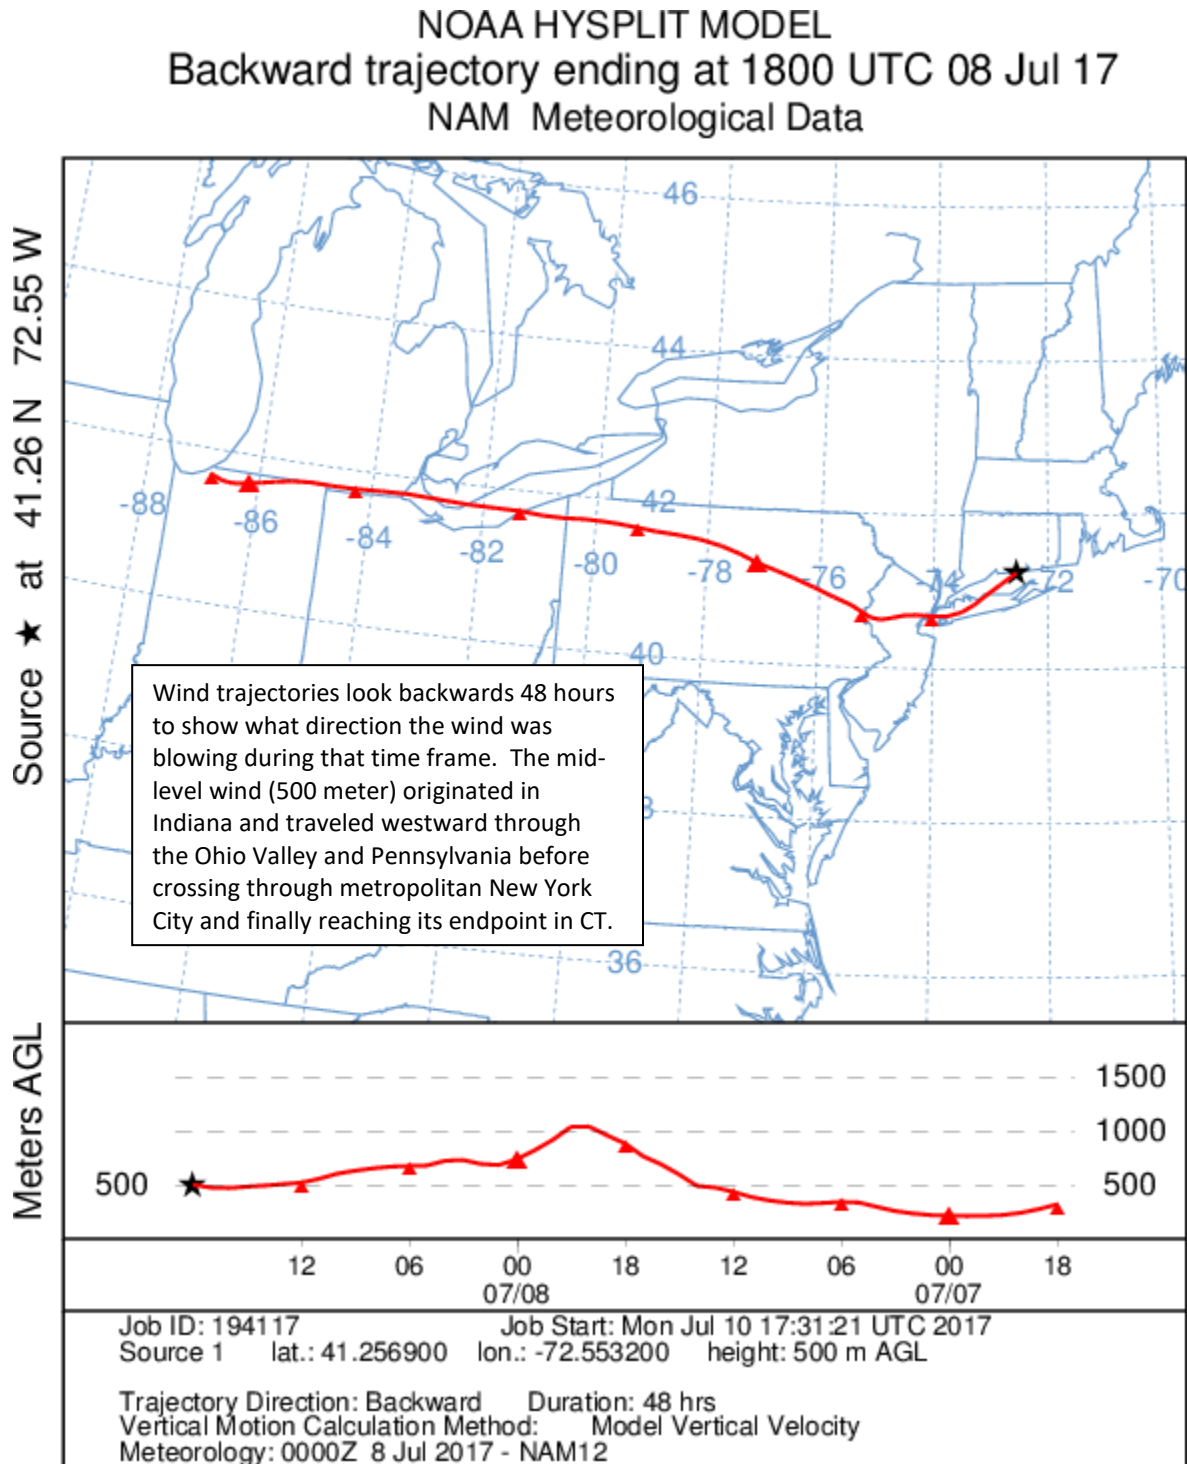 NOAA HYSPLIT MODEL
Backward trajectory ending at 1800 UTC 08 Jul 17
NAM Meteorological Data
Source ★ at 41.26 N 72.55 W
46
44
42
-88
-86
-84
-82
-80
-78
-76
-74
-72
-70
40
Wind trajectories look backwards 48 hours
to show what direction the wind was
blowing during that time frame. The mid-
level wind (500 meter) originated in
Indiana and traveled westward through
the Ohio Valley and Pennsylvania before
crossing through metropolitan New York
City and finally reaching its endpoint in CT.
36
Meters AGL
1500
1000
500
500
12 06 00 18 12 06 00 18
07/08 07/07
Job ID: 194117 Job Start: Mon Jul 10 17:31:21 UTC 2017
Source 1 lat.: 41.256900 lon.: -72.553200 height: 500 m AGL
Trajectory Direction: Backward Duration: 48 hrs
Vertical Motion Calculation Method: Model Vertical Velocity
Meteorology: 0000Z 8 Jul 2017 - NAM12